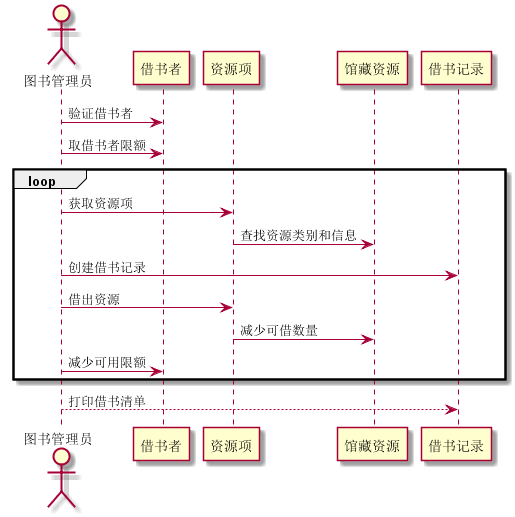 图书管理员
借书者
资源项
馆藏资源
借书记录
验证借书者
取借书者限额
loop
获取资源项
查找资源类别和信息
创建借书记录
借出资源
减少可借数量
减少可用限额
打印借书清单
图书管理员
借书者
资源项
馆藏资源
借书记录